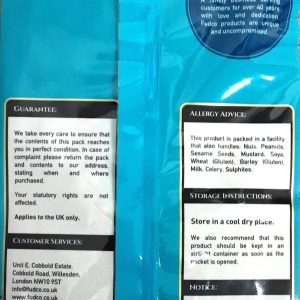 A family business serving
customers for over 40 years
with love and dedication.
Fudco products are unique
and uncompromised.
GUARANTEE:
We take every care to ensure that
the contents of this pack reaches
you in perfect condition. In case of
complaint please return the pack
and contents to our address,
stating when and where
purchased.
Your statutory rights are not
affected.
Applies to the UK only.
CUSTOMER SERVICES:
Unit E, Cobbold Estate,
Cobbold Road, Willesden,
London NW10 9ST
info@fudco.co.uk
www.fudco.co.uk
ALLERGY ADVICE:
This product is packed in a facility
that also handles: Nuts, Peanuts,
Sesame Seeds, Mustard, Soya,
Wheat (Gluten), Barley (Gluten),
Milk, Celery, Sulphites.
STORAGE INSTRUCTIONS:
Store in a cool dry place.
We also recommend that this
product should be kept in an
container as soon as the
is opened.
NOTICE: